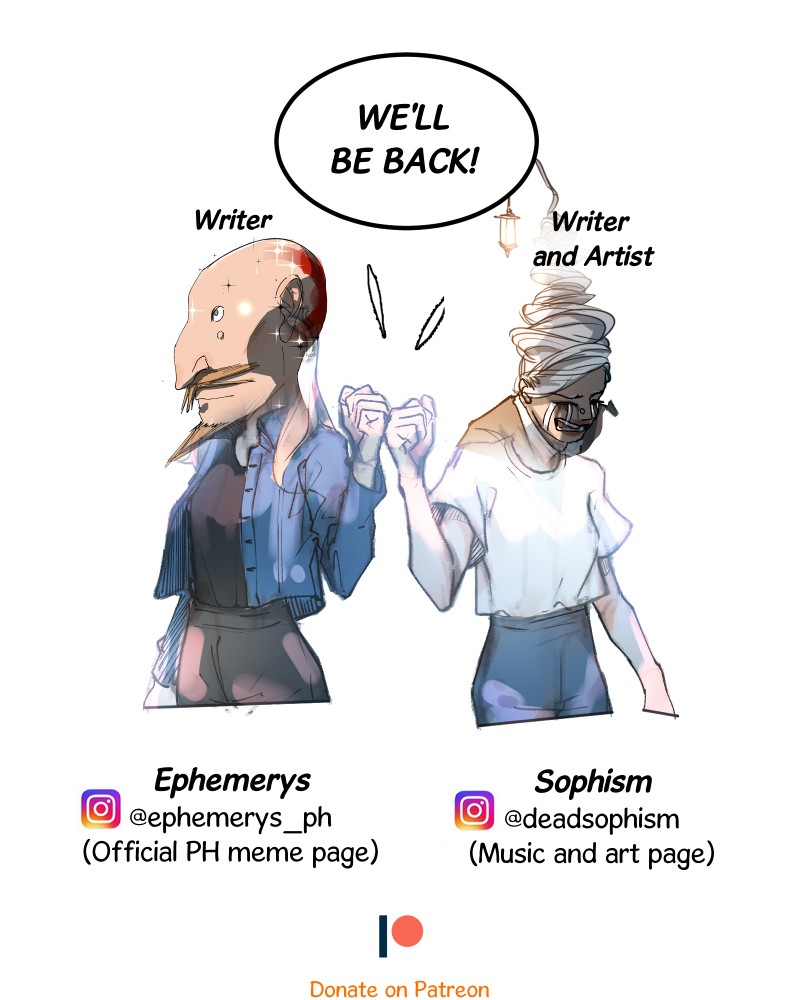 WE'LL
BE BACK!
Writer
Writer
and Artist
Ephemerys
@ephemerys_ph
(Official PH meme page)
Sophism
@deadsophism
(Music and art page)
Donate on Patreon